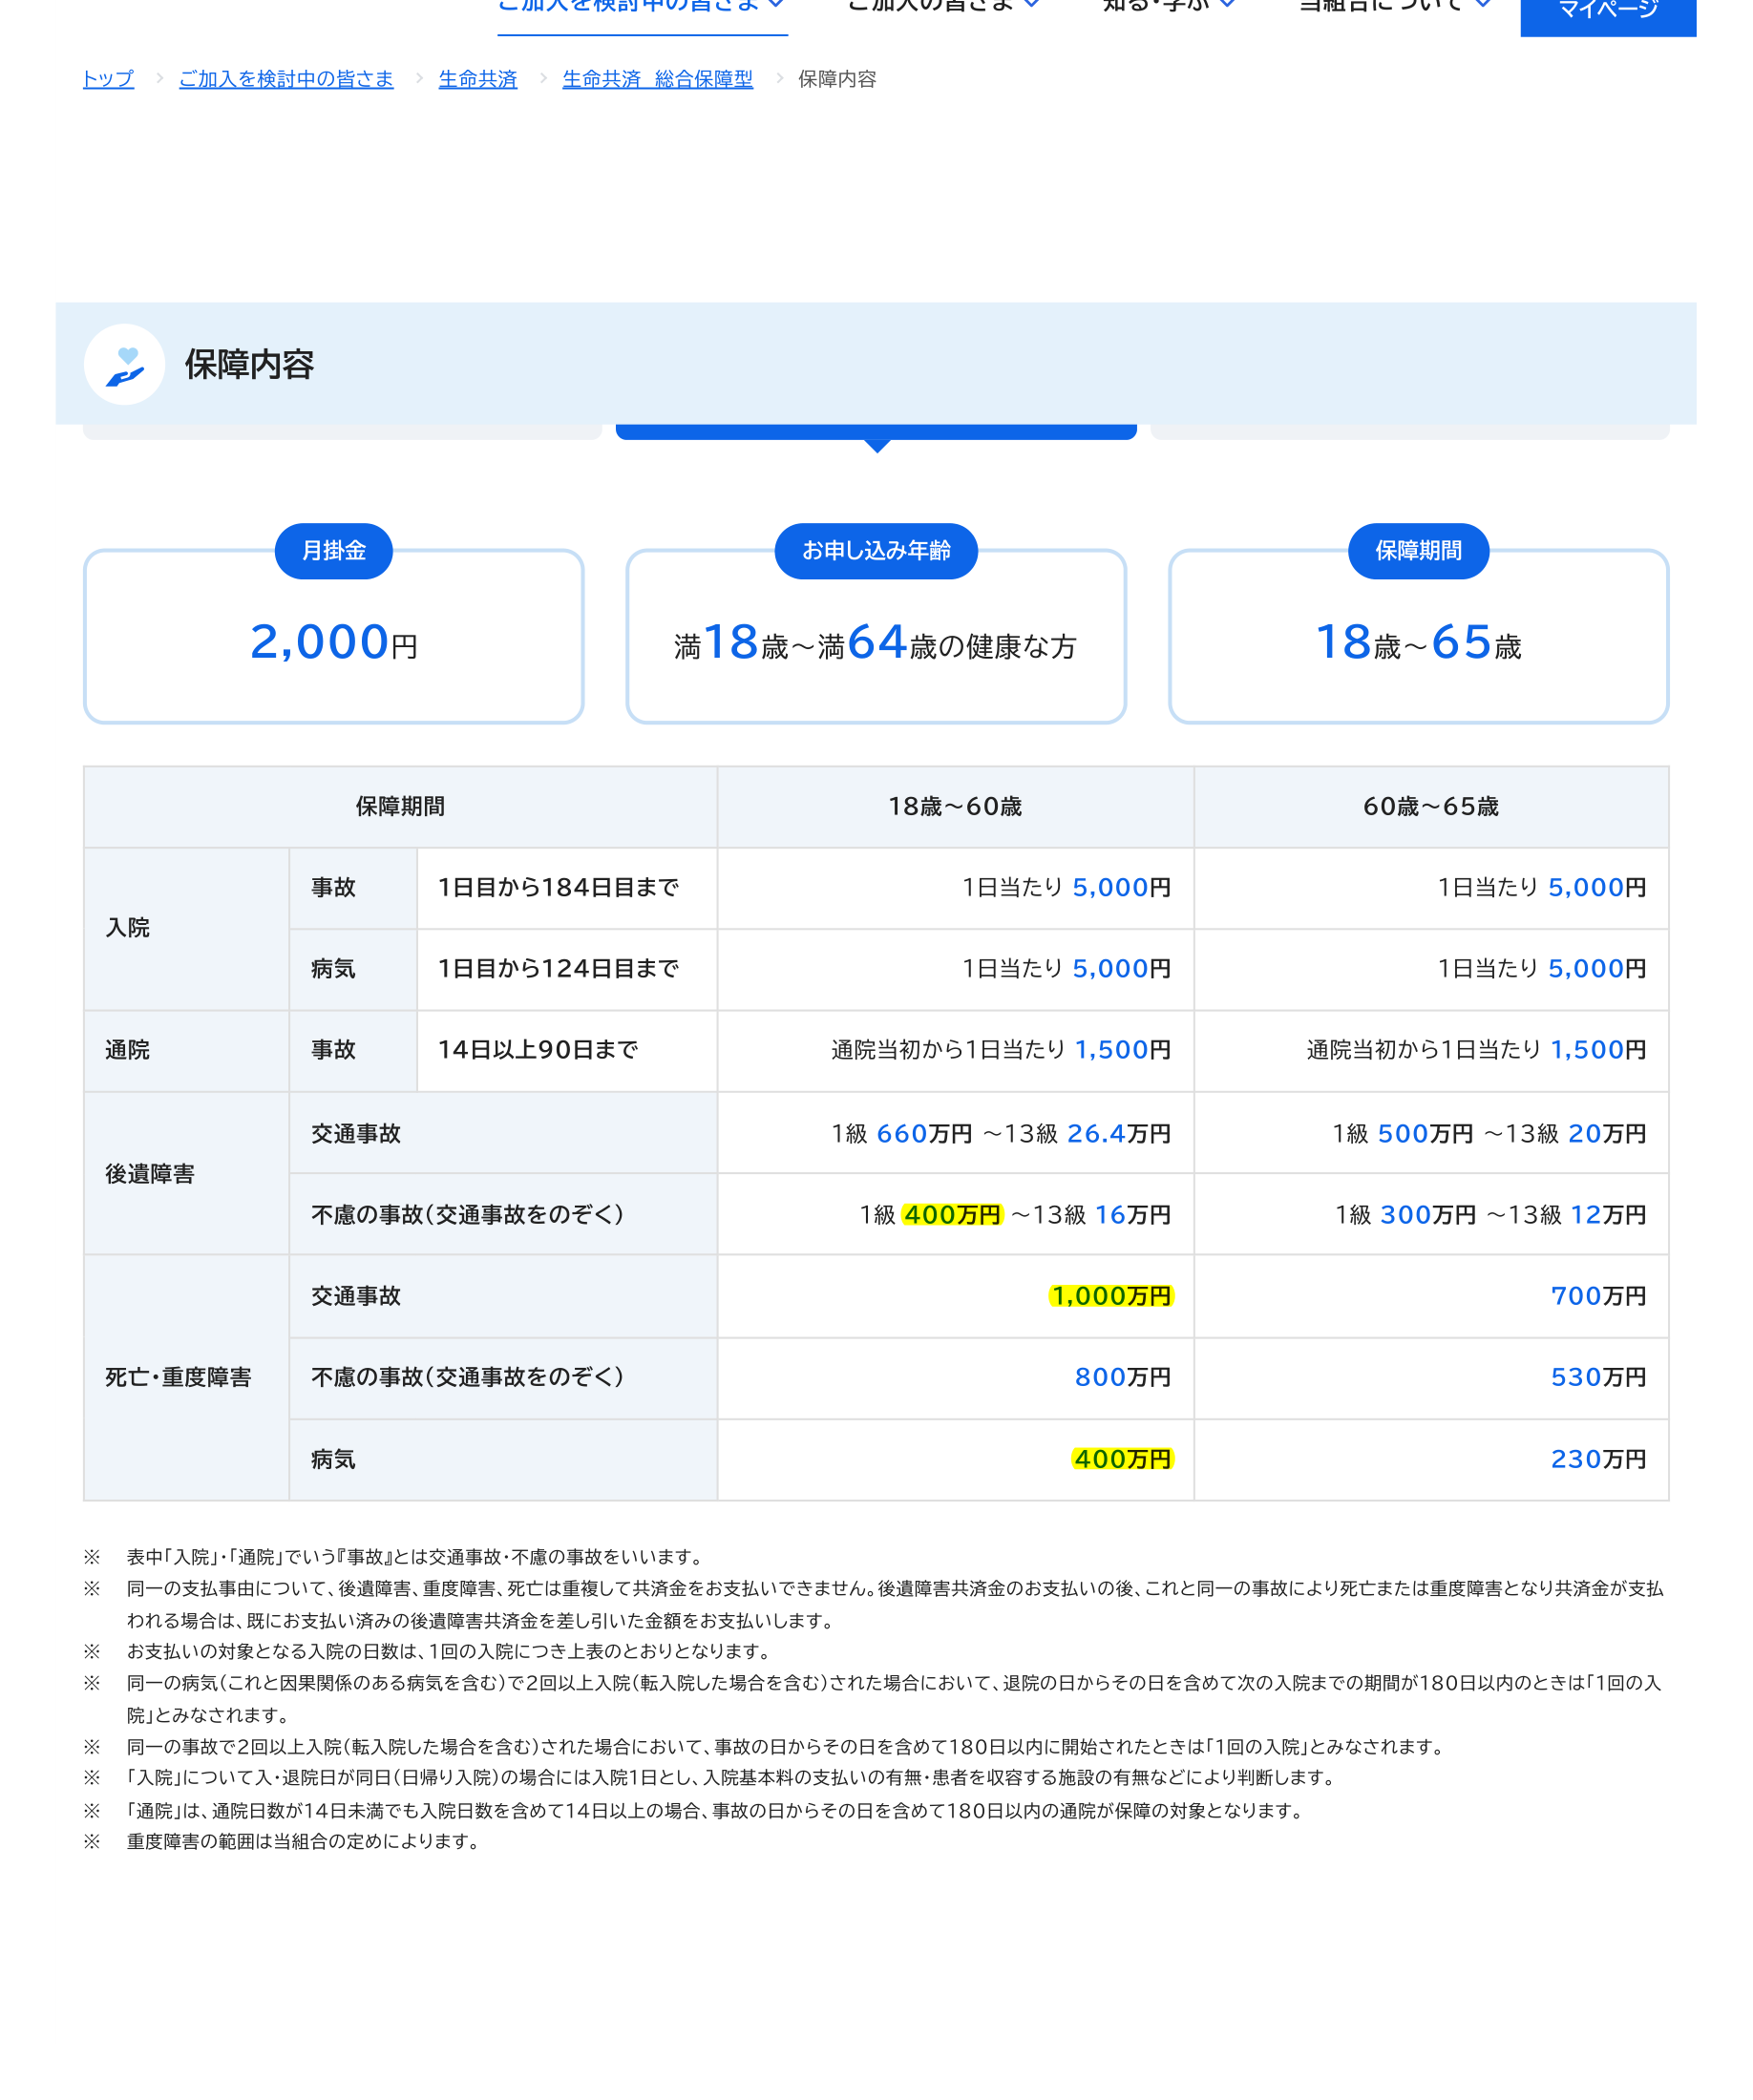 ご加入を検討中の皆さま ご加入の皆さま 知る・学ぶ 当組合について マイページ
トップ ご加入を検討中の皆さま 生命共済 生命共済　総合保障型 保障内容
保障内容
月掛金 お申し込み年齢 保障期間
2,000円 満18歳～満64歳の健康な方 18歳～65歳
保障期間 18歳～60歳 60歳～65歳
入院 事故 1日目から184日目まで 1日当たり 5,000円 1日当たり 5,000円
病気 1日目から124日目まで 1日当たり 5,000円 1日当たり 5,000円
通院 事故 14日以上90日まで 通院当初から1日当たり 1,500円 通院当初から1日当たり 1,500円
後遺障害 交通事故 1級 660万円 ～13級 26.4万円 1級 500万円 ～13級 20万円
不慮の事故（交通事故をのぞく） 1級 400万円 ～13級 16万円 1級 300万円 ～13級 12万円
死亡・重度障害 交通事故 1,000万円 700万円
不慮の事故（交通事故をのぞく） 800万円 530万円
病気 400万円 230万円
※ 表中「入院」・「通院」でいう『事故』とは交通事故・不慮の事故をいいます。
※ 同一の支払事由について、後遺障害、重度障害、死亡は重複して共済金をお支払いできません。後遺障害共済金のお支払いの後、これと同一の事故により死亡または重度障害となり共済金が支払
われる場合は、既にお支払い済みの後遺障害共済金を差し引いた金額をお支払いします。
※ お支払いの対象となる入院の日数は、1回の入院につき上表のとおりとなります。
※ 同一の病気（これと因果関係のある病気を含む）で2回以上入院（転入院した場合を含む）された場合において、退院の日からその日を含めて次の入院までの期間が180日以内のときは「1回の入
院」とみなされます。
※ 同一の事故で2回以上入院（転入院した場合を含む）された場合において、事故の日からその日を含めて180日以内に開始されたときは「1回の入院」とみなされます。
※ 「入院」について入・退院日が同日（日帰り入院）の場合には入院1日とし、入院基本料の支払いの有無・患者を収容する施設の有無などにより判断します。
※ 「通院」は、通院日数が14日未満でも入院日数を含めて14日以上の場合、事故の日からその日を含めて180日以内の通院が保障の対象となります。
※ 重度障害の範囲は当組合の定めによります。